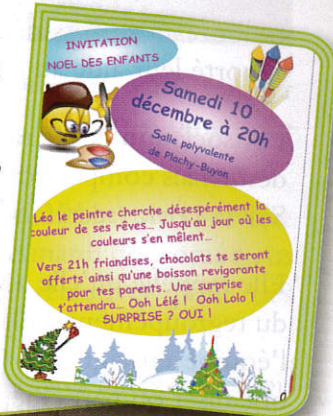 INVITATION
NOEL DES ENFANTS
Samedi 10
décembre à 20h
Salle polyvalente
de Plachy-Buyon
Léo le peintre cherche désespérément la
couleur de ses rêves... Jusqu'au jour où les
couleurs s'en mêlent...
Vers 21h friandises, chocolats te seront
offerts ainsi qu'une boisson revigorante
pour tes parents. Une surprise
t'attendra... Ooh Lélé ! Ooh Lolo !
SURPRISE ? OUI !